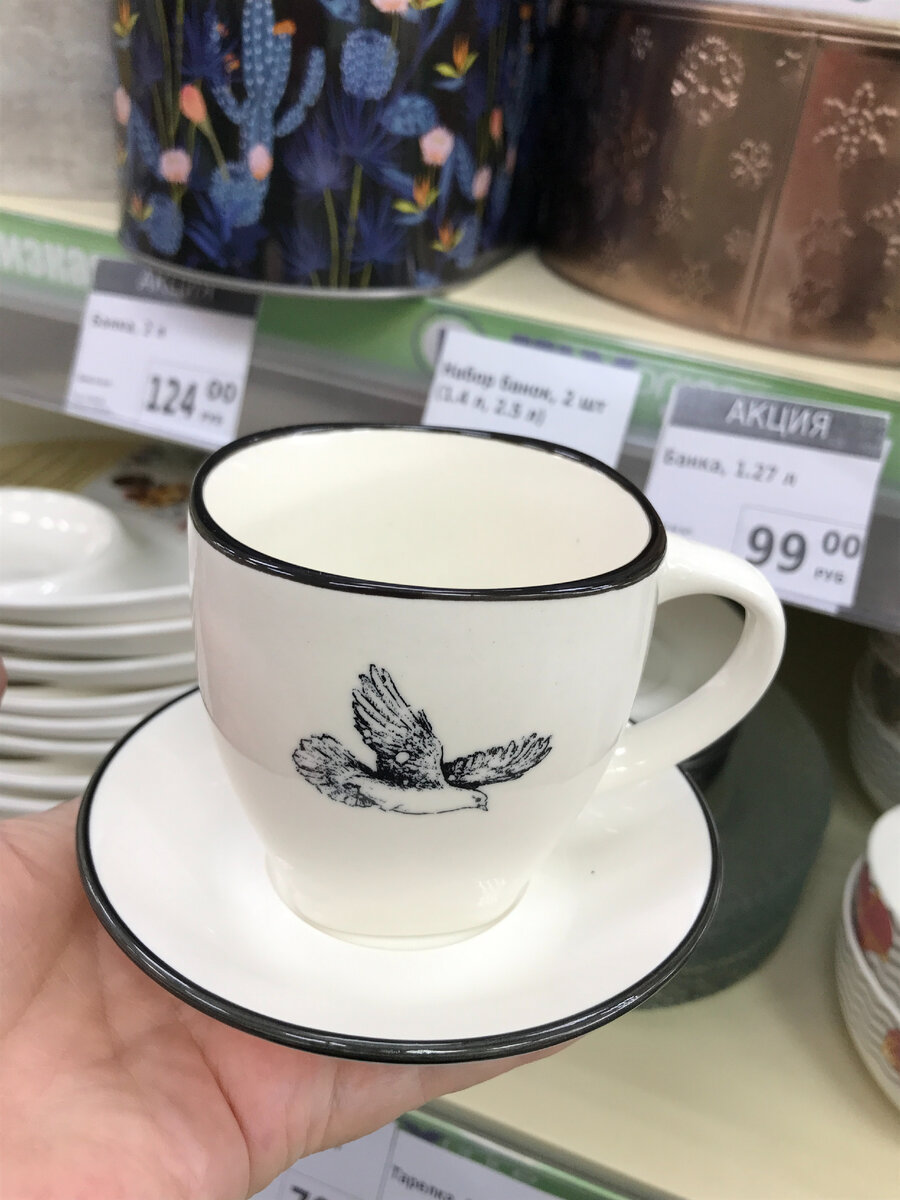 АКЦИЯ
Банка, 2 л
124 00
РУБ
Набор банок, 2 шт
(1.4 л, 2.5 л)
АКЦИЯ
Банка, 1.27 л
99 00
РУБ
Тарелка